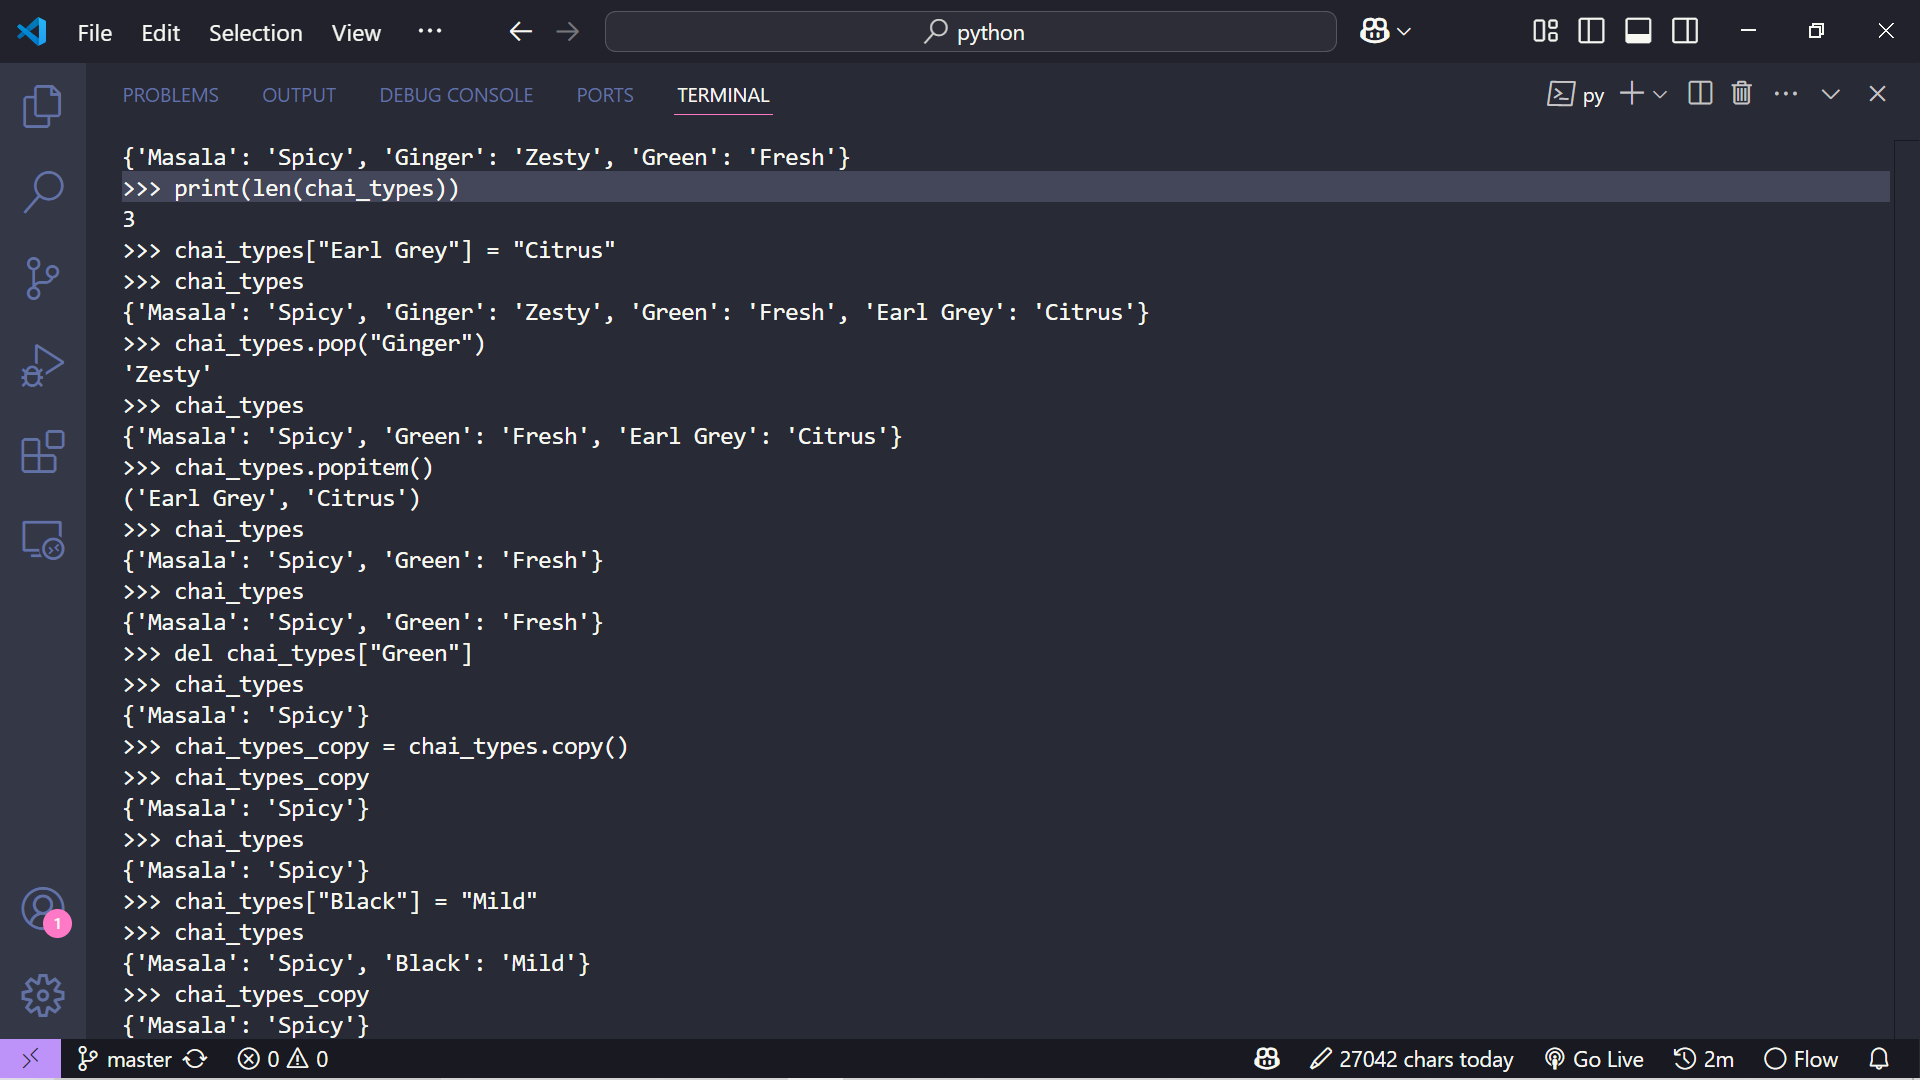 File Edit Selection View ··· python
PROBLEMS OUTPUT DEBUG CONSOLE PORTS TERMINAL py
{'Masala': 'Spicy', 'Ginger': 'Zesty', 'Green': 'Fresh'}
>>> print(len(chai_types))
3
>>> chai_types["Earl Grey"] = "Citrus"
>>> chai_types
{'Masala': 'Spicy', 'Ginger': 'Zesty', 'Green': 'Fresh', 'Earl Grey': 'Citrus'}
>>> chai_types.pop("Ginger")
'Zesty'
>>> chai_types
{'Masala': 'Spicy', 'Green': 'Fresh', 'Earl Grey': 'Citrus'}
>>> chai_types.popitem()
('Earl Grey', 'Citrus')
>>> chai_types
{'Masala': 'Spicy', 'Green': 'Fresh'}
>>> chai_types
{'Masala': 'Spicy', 'Green': 'Fresh'}
>>> del chai_types["Green"]
>>> chai_types
{'Masala': 'Spicy'}
>>> chai_types_copy = chai_types.copy()
>>> chai_types_copy
{'Masala': 'Spicy'}
>>> chai_types
{'Masala': 'Spicy'}
>>> chai_types["Black"] = "Mild"
>>> chai_types
{'Masala': 'Spicy', 'Black': 'Mild'}
>>> chai_types_copy
{'Masala': 'Spicy'}
1
master 0 0 27042 chars today Go Live 2m Flow